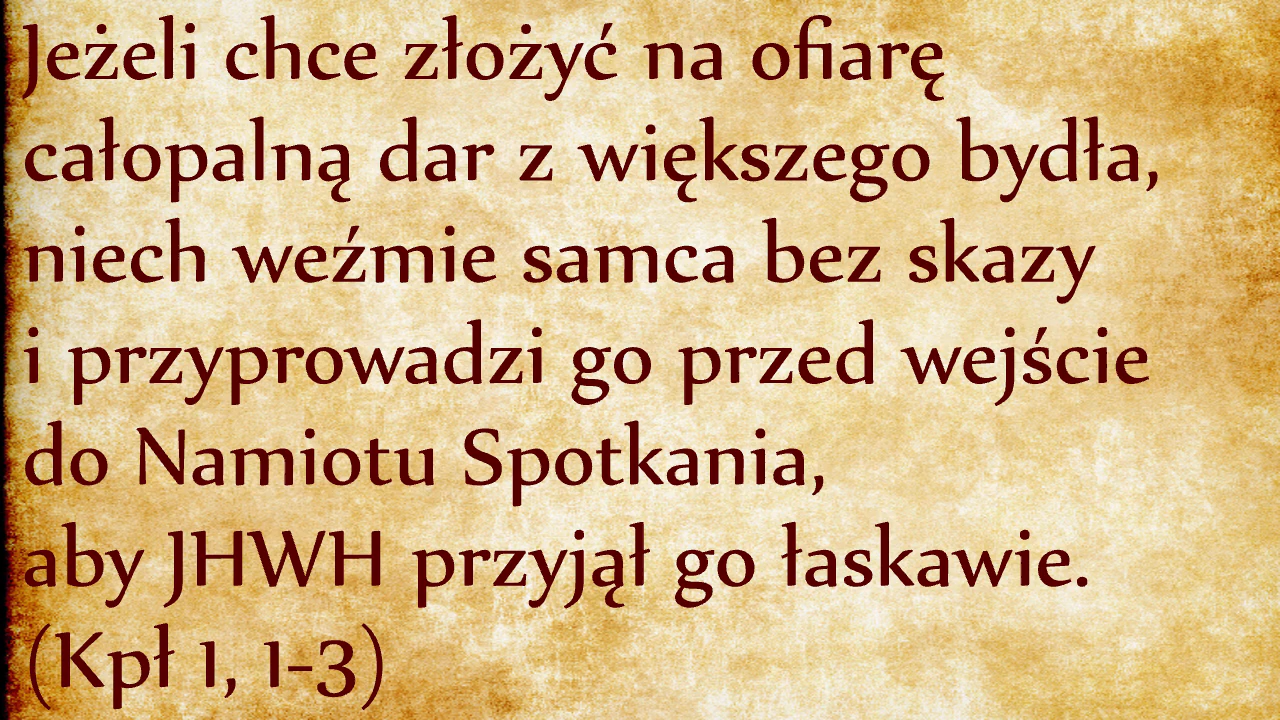 Jeżeli chce złożyć na ofiarę
całopalną dar z większego bydła,
niech weźmie samca bez skazy
i przyprowadzi go przed wejście
do Namiotu Spotkania,
aby JHWH przyjął go łaskawie.
(Kpł 1, 1-3)